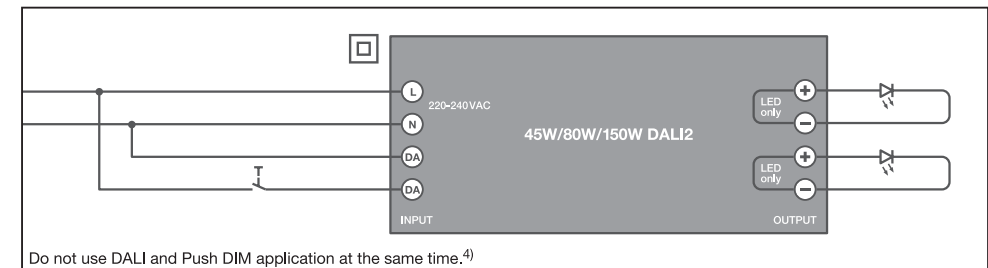 L
220-240VAC
N
DA
T
DA
INPUT
45W/80W/150W DALI2
LED
only
+
−
LED
only
+
−
OUTPUT
Do not use DALI and Push DIM application at the same time.4)